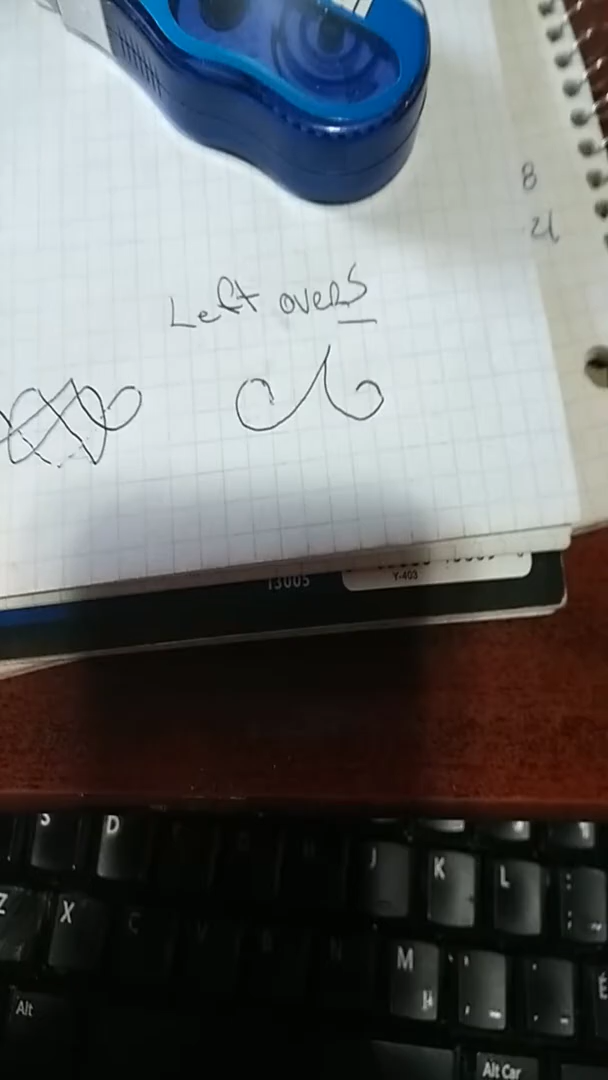 8
21
Left overs
13005
Y-403
S D J K L ;
Z X C V B N M
Alt
Alt Car